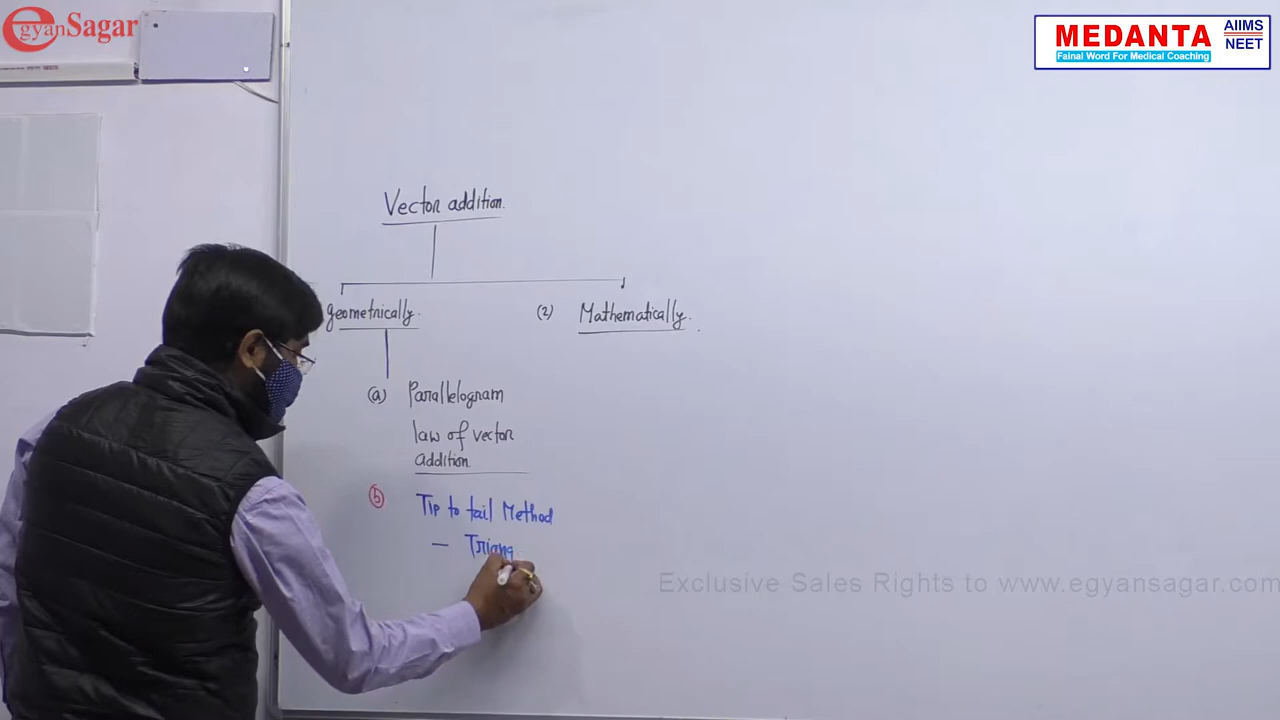 egyanSagar
MEDANTA AIIMS NEET
Fainal Word For Medical Coaching
Vector addition.
geometrically.
(2) Mathematically.
(a) Parallelogram
law of vector
addition
(b) Tip to tail Method
— Triang
Exclusive Sales Rights to www.egyansagar.com